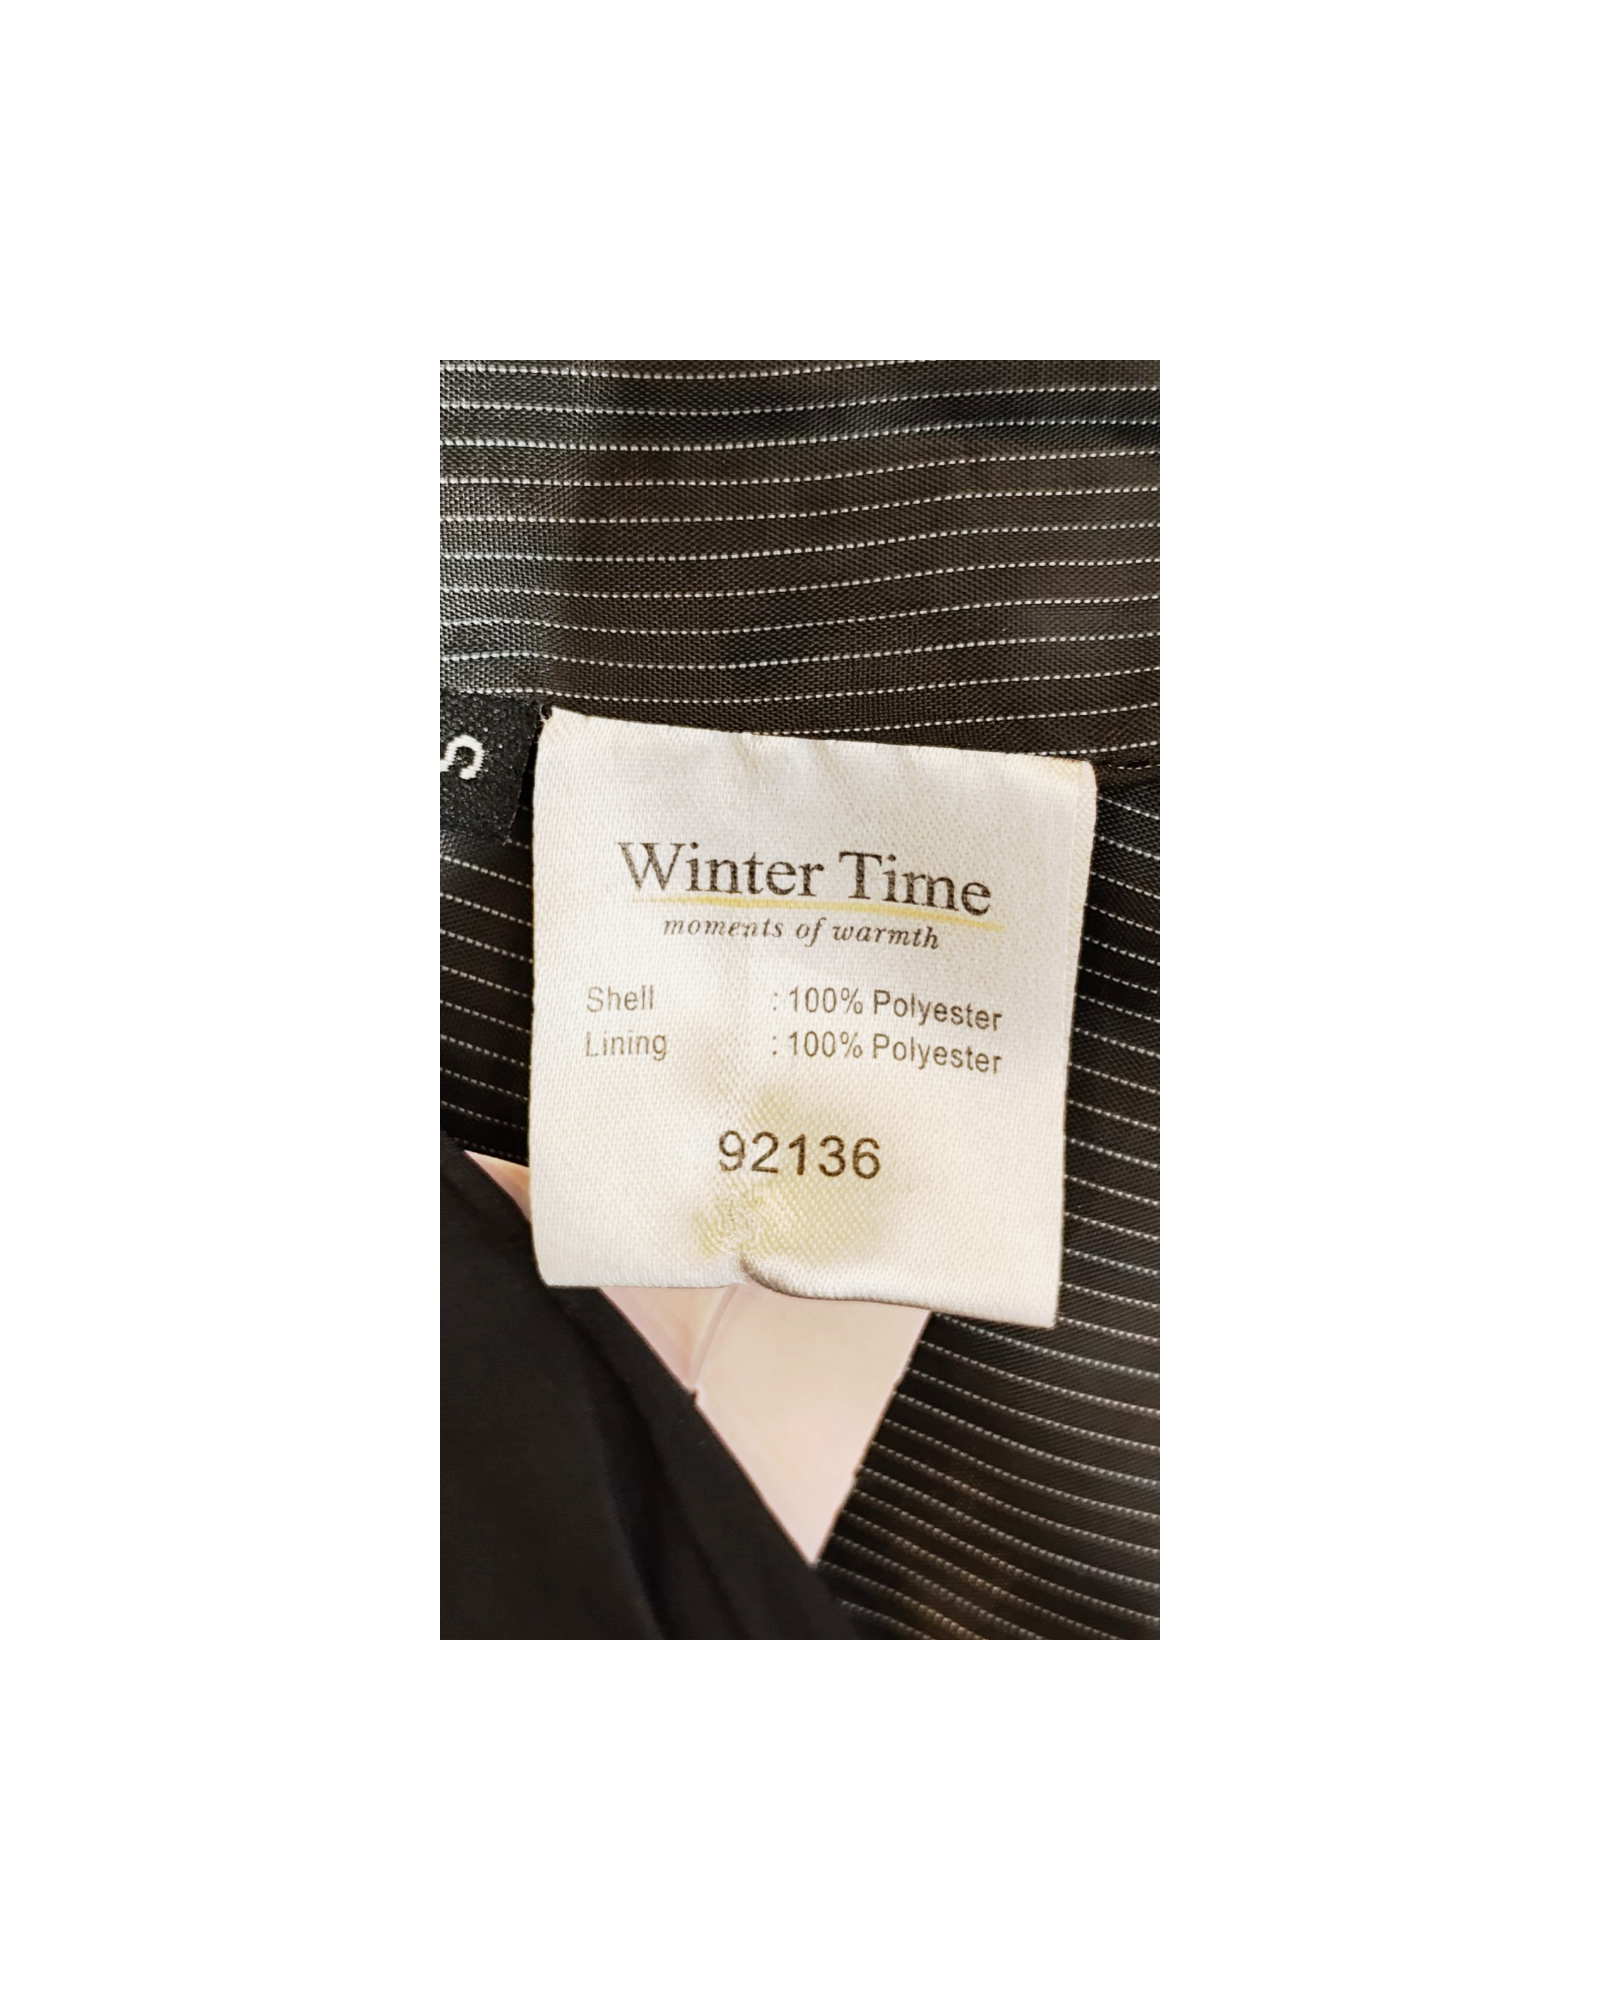 S
Winter Time
moments of warmth
Shell : 100% Polyester
Lining : 100% Polyester
92136